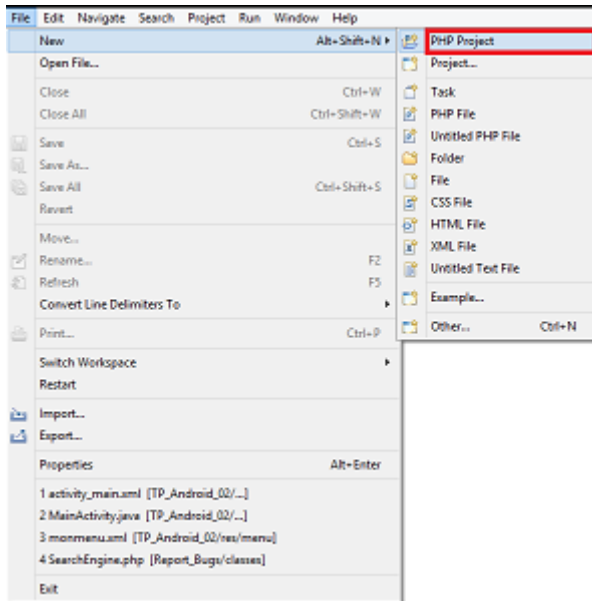 File Edit Navigate Search Project Run Window Help
New Alt+Shift+N
Open File...
Close Ctrl+W
Close All Ctrl+Shift+W
Save Ctrl+S
Save As...
Save All Ctrl+Shift+S
Revert
Move...
Rename... F2
Refresh F5
Convert Line Delimiters To
Print... Ctrl+P
Switch Workspace
Restart
Import...
Export...
Properties Alt+Enter
1 activity_main.xml [TP_Android_02/...]
2 MainActivity.java [TP_Android_02/...]
3 monmenu.xml [TP_Android_02/res/menu]
4 SearchEngine.php [Report_Bugs/classes]
Exit
PHP Project
Project...
Task
PHP File
Untitled PHP File
Folder
File
CSS File
HTML File
XML File
Untitled Text File
Example...
Other... Ctrl+N